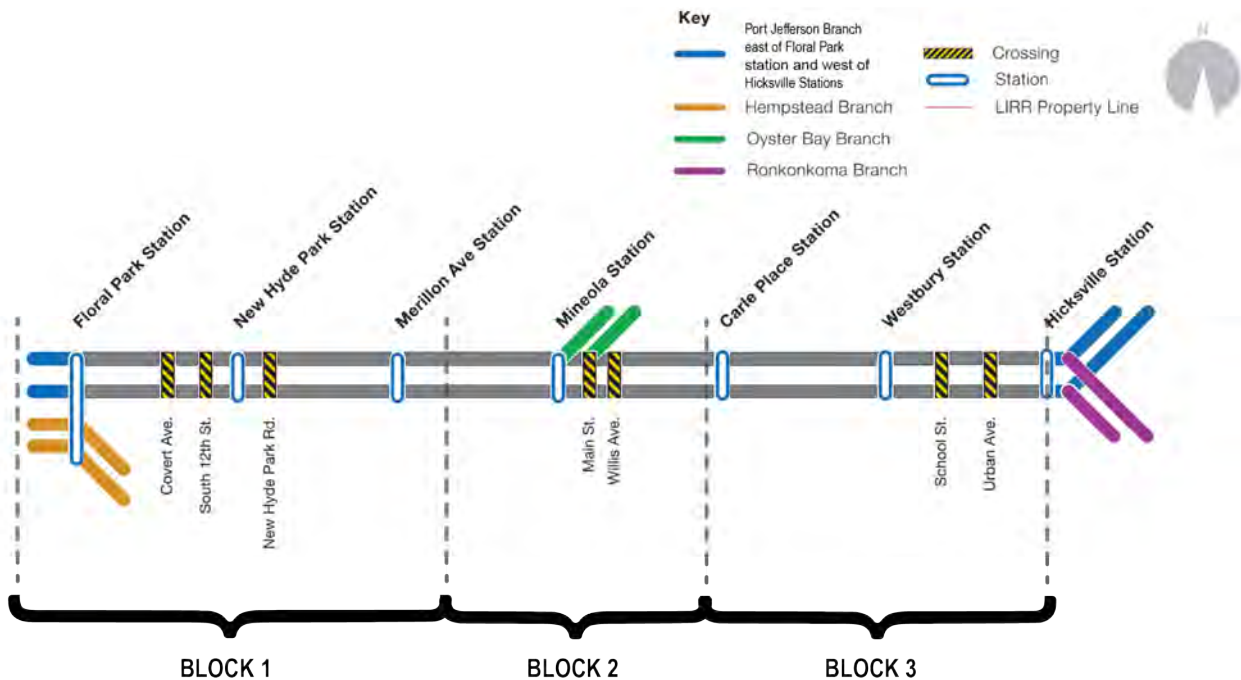 Key
Port Jefferson Branch
east of Floral Park
station and west of
Hicksville Stations
Hempstead Branch
Oyster Bay Branch
Ronkonkoma Branch
Crossing
Station
LIRR Property Line
N
Floral Park Station
New Hyde Park Station
Merillon Ave Station
Mineola Station
Carle Place Station
Westbury Station
Hicksville Station
Covert Ave.
South 12th St.
New Hyde Park Rd.
Main St.
Willis Ave.
School St.
Urban Ave.
BLOCK 1
BLOCK 2
BLOCK 3